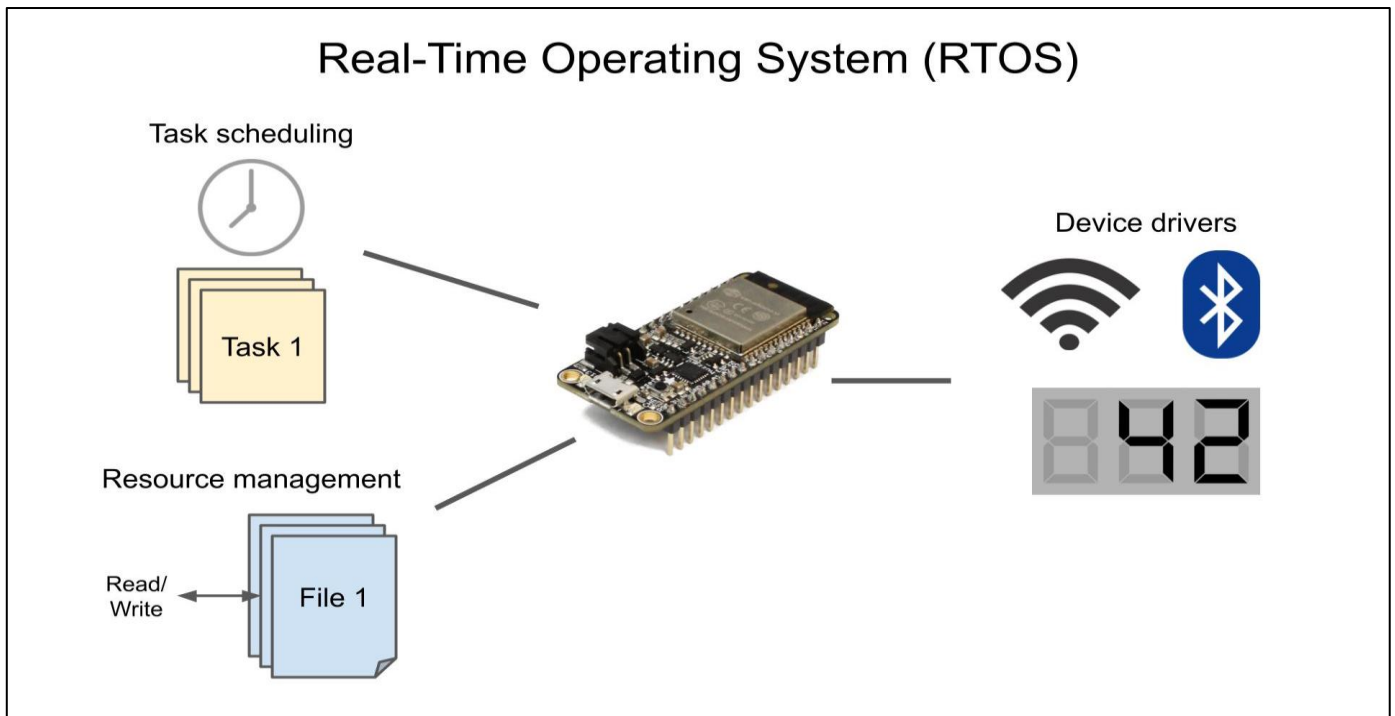 Real-Time Operating System (RTOS)
Task scheduling
Task 1
Resource management
Read/
Write
File 1
Device drivers
42